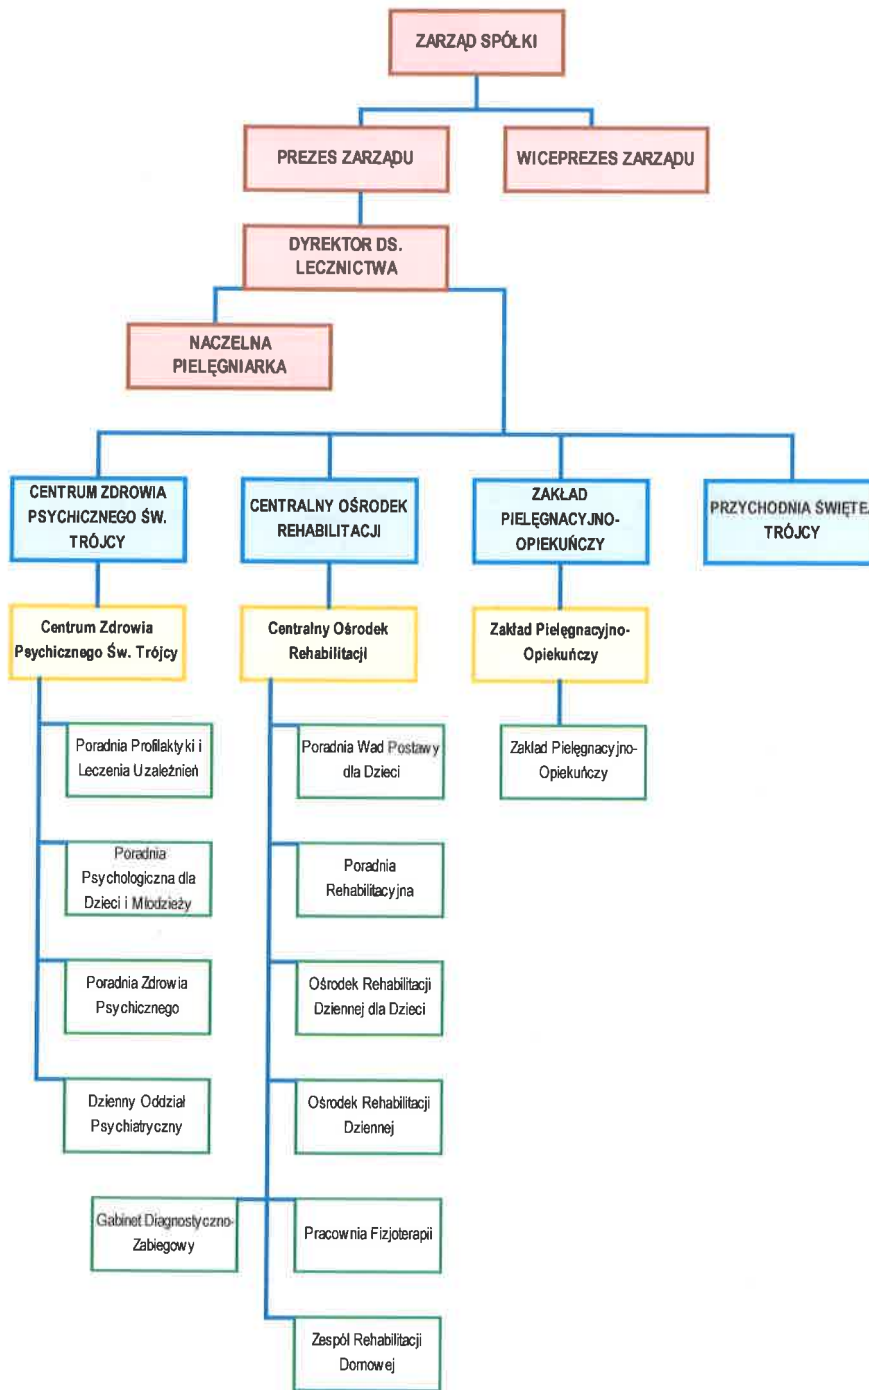 ZARZĄD SPÓŁKI
PREZES ZARZĄDU
WICEPREZES ZARZĄDU
DYREKTOR DS.
LECZNICTWA
NACZELNA
PIELĘGNIARKA
CENTRUM ZDROWIA
PSYCHICZNEGO ŚW.
TRÓJCY
CENTRALNY OŚRODEK
REHABILITACJI
ZAKŁAD
PIELĘGNACYJNO-
OPIEKUŃCZY
PRZYCHODNIA ŚWIĘTEJ
TRÓJCY
Centrum Zdrowia
Psychicznego Św. Trójcy
Centralny Ośrodek
Rehabilitacji
Zakład Pielęgnacyjno-
Opiekuńczy
Poradnia Profilaktyki i
Leczenia Uzależnień
Poradnia Wad Postawy
dla Dzieci
Zakład Pielęgnacyjno-
Opiekuńczy
Poradnia
Psychologiczna dla
Dzieci i Młodzieży
Poradnia
Rehabilitacyjna
Poradnia Zdrowia
Psychicznego
Ośrodek Rehabilitacji
Dziennej dla Dzieci
Dzienny Oddział
Psychiatryczny
Ośrodek Rehabilitacji
Dziennej
Gabinet Diagnostyczno-
Zabiegowy
Pracownia Fizjoterapii
Zespół Rehabilitacji
Domowej